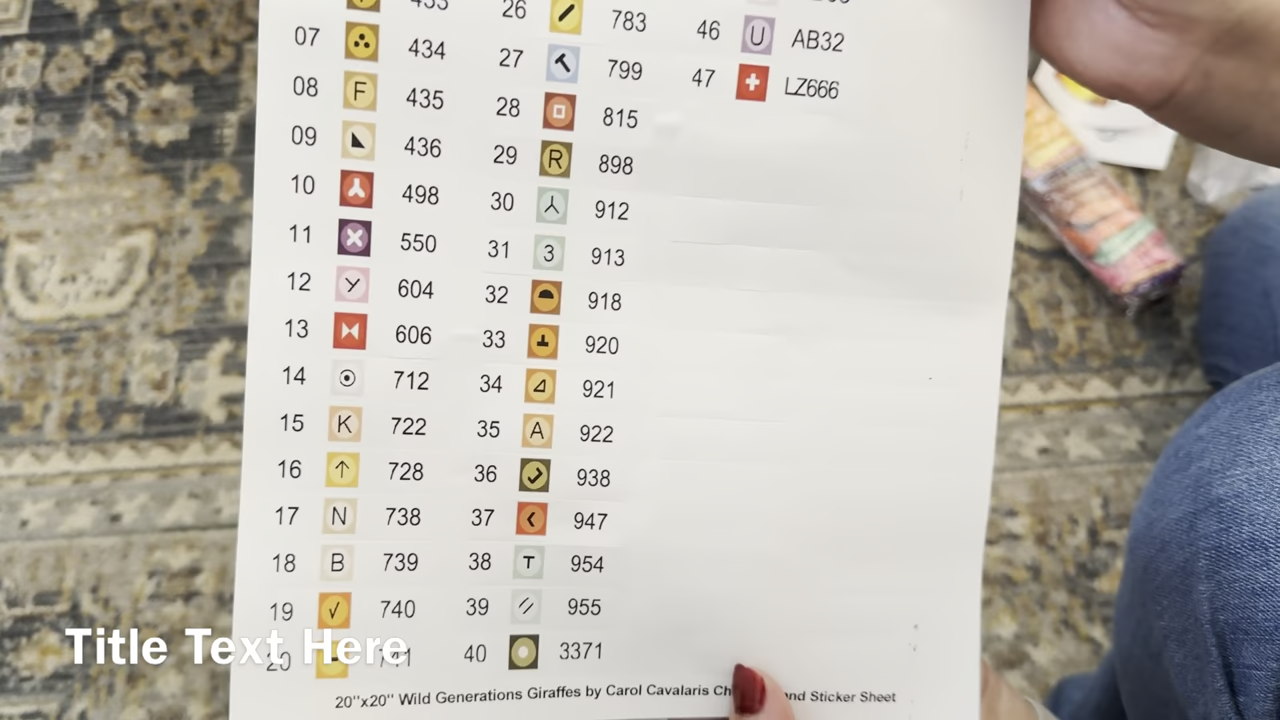 07 434
08 F 435
09 436
10 498
11 550
12 604
13 606
14 712
15 K 722
16 728
17 N 738
18 B 739
19 740
20 741
26 783
27 799
28 815
29 R 898
30 912
31 3 913
32 918
33 920
34 921
35 A 922
36 938
37 947
38 T 954
39 955
40 3371
46 U AB32
47 LZ666
20"x20" Wild Generations Giraffes by Carol Cavalaris and Sticker Sheet
Title Text Here